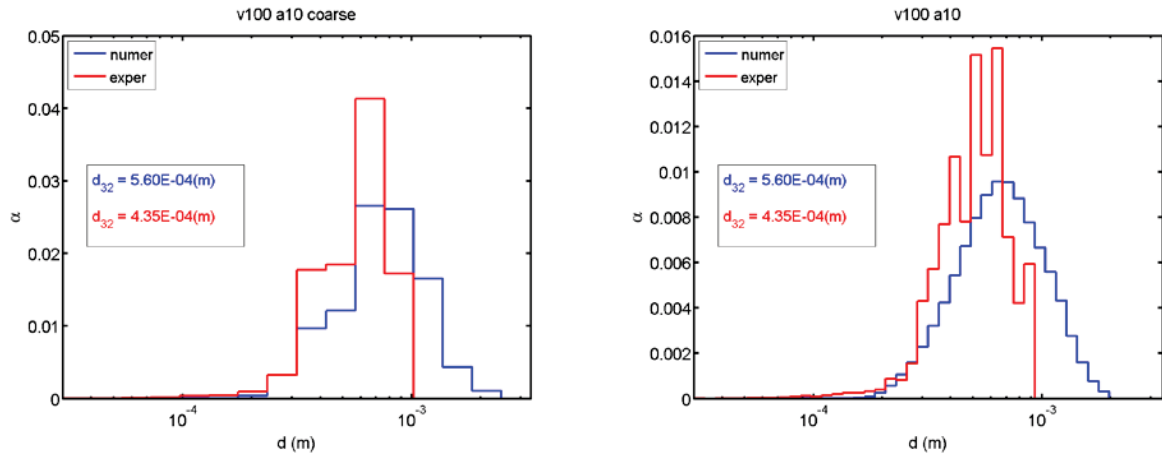 v100 a10 coarse
0.05
0.04
0.03
0.02
0.01
0
α
numer
exper
d32 = 5.60E-04(m)
d32 = 4.35E-04(m)
10-4
10-3
d (m)
v100 a10
0.016
0.014
0.012
0.01
0.008
0.006
0.004
0.002
0
α
numer
exper
d32 = 5.60E-04(m)
d32 = 4.35E-04(m)
10-4
10-3
d (m)